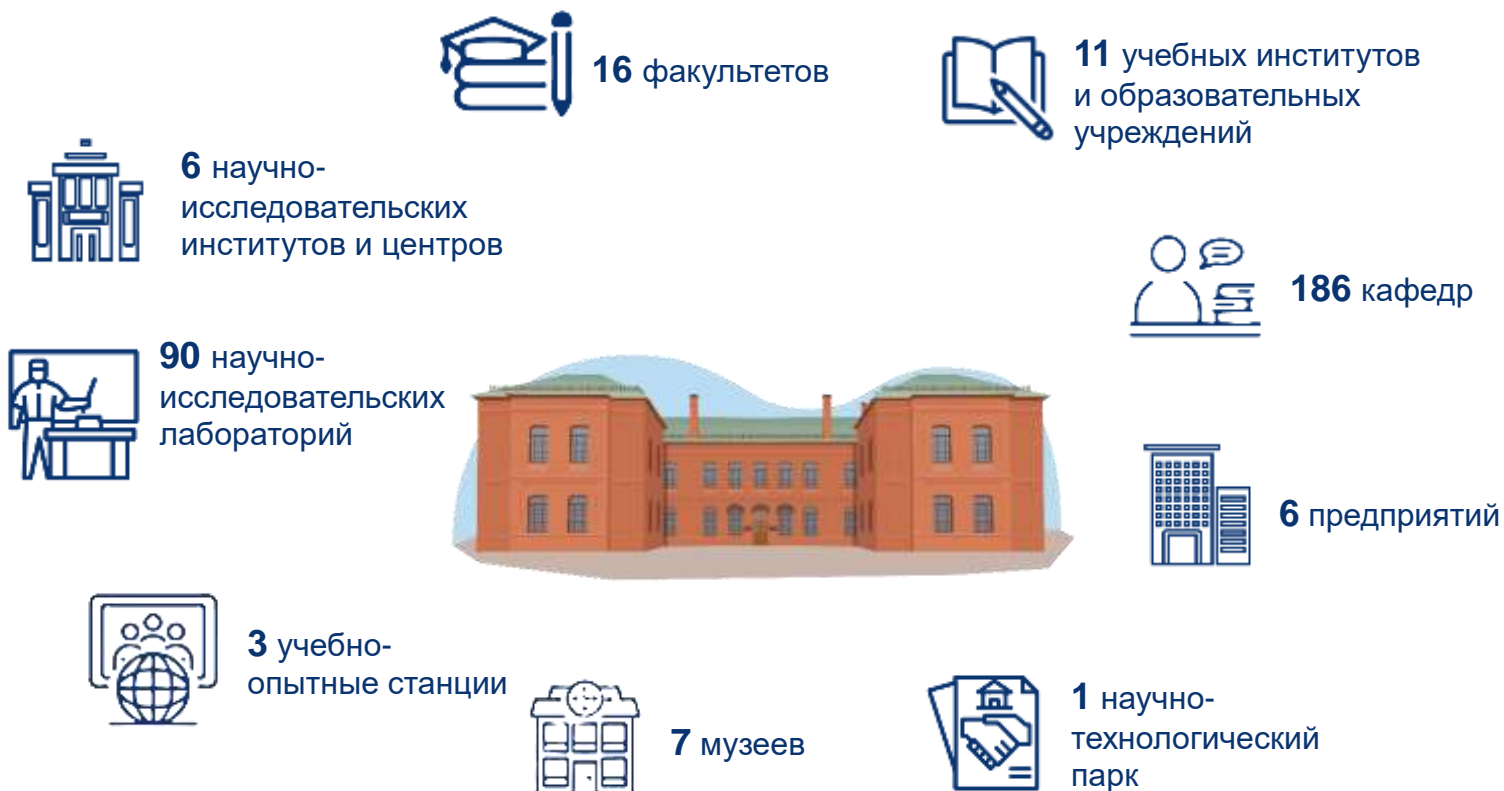 16 факультетов
11 учебных институтов
и образовательных
учреждений
6 научно-
исследовательских
институтов и центров
186 кафедр
90 научно-
исследовательских
лабораторий
6 предприятий
3 учебно-
опытные станции
7 музеев
1 научно-
технологический
парк